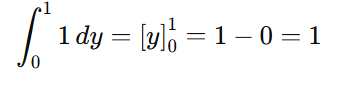 ∫₀¹ 1 dy = [y]₀¹ = 1 − 0 = 1